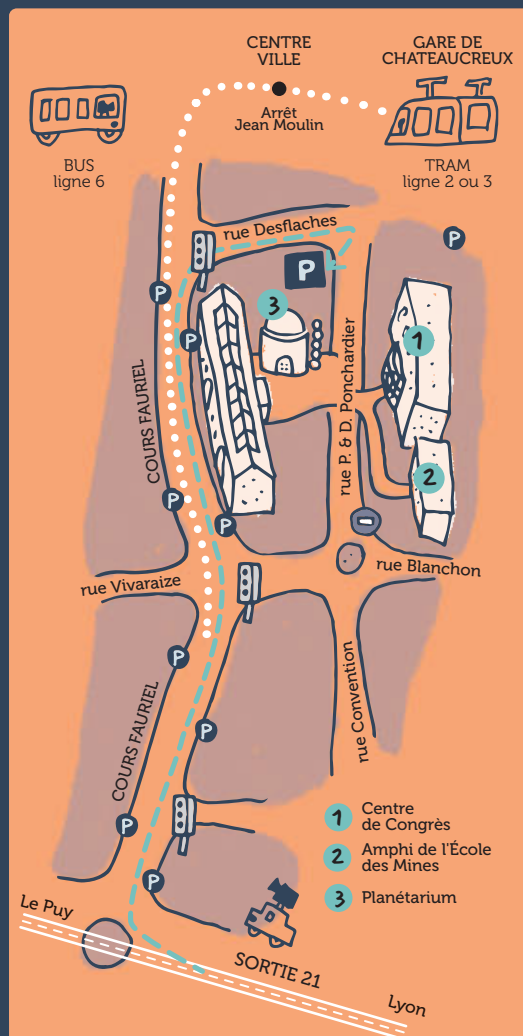 CENTRE
VILLE
GARE DE
CHATEAUCREUX
Arrêt
Jean Moulin
BUS
ligne 6
TRAM
ligne 2 ou 3
rue Desflaches
P
P
3
P
1
P
COURS FAURIEL
rue P. & D. Ponchardier
2
P
P
rue Blanchon
rue Vivaraize
P
rue Convention
COURS FAURIEL
P
P
1 Centre
de Congrès
2 Amphi de l'École
des Mines
3 Planétarium
P
Le Puy
SORTIE 21
Lyon